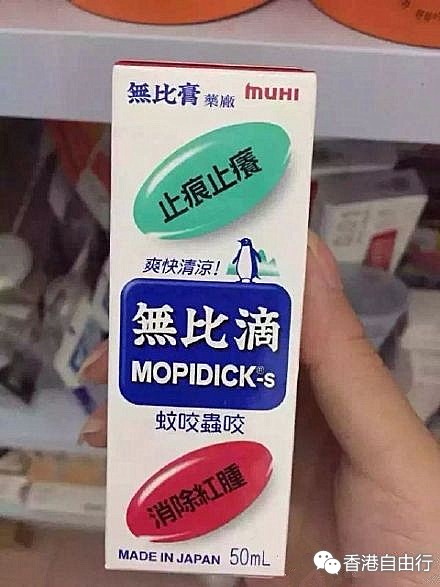 無比膏 藥廠 muHI
止痕止癢
爽快清涼!
無比滴
MOPIDICK®-s
蚊咬蟲咬
消除紅腫
MADE IN JAPAN 50mL
香港自由行